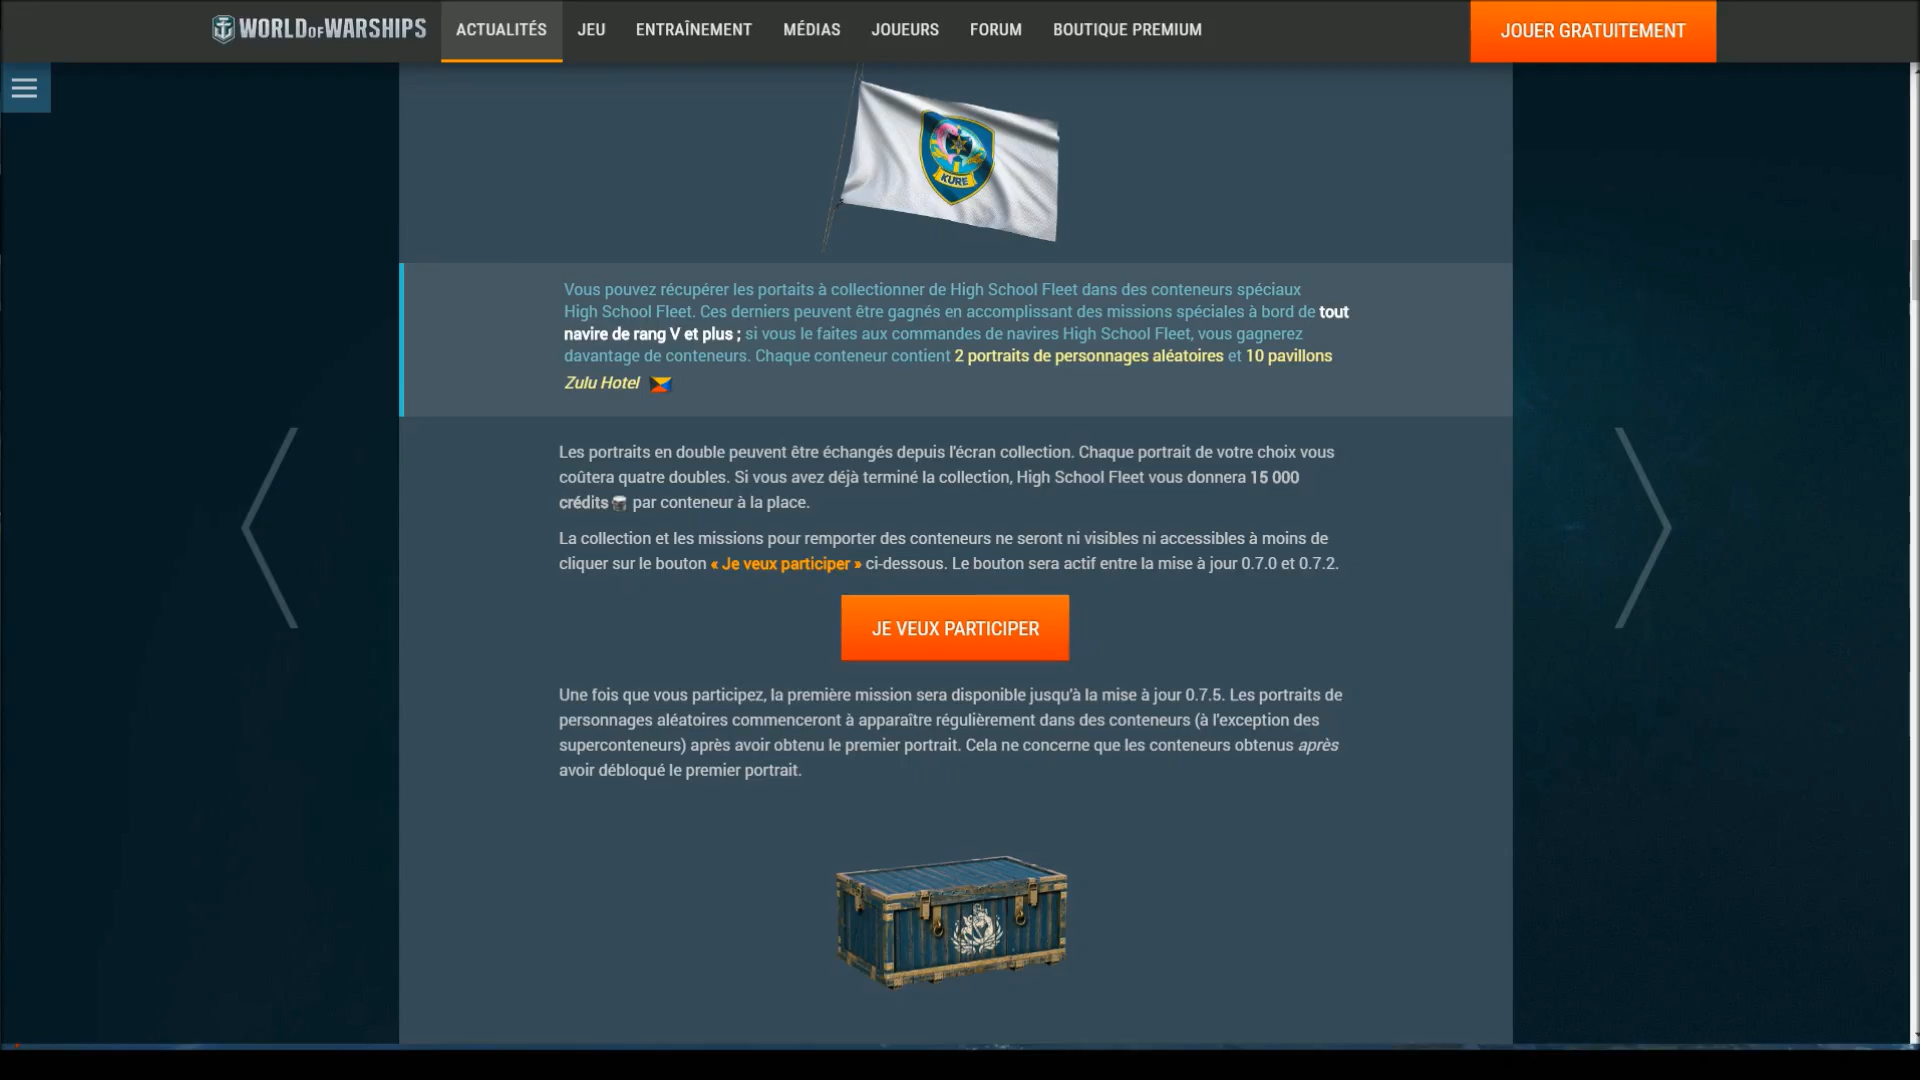 WORLD OF WARSHIPS ACTUALITÉS JEU ENTRAÎNEMENT MÉDIAS JOUEURS FORUM BOUTIQUE PREMIUM JOUER GRATUITEMENT
KURE
Vous pouvez récupérer les portaits à collectionner de High School Fleet dans des conteneurs spéciaux
High School Fleet. Ces derniers peuvent être gagnés en accomplissant des missions spéciales à bord de tout
navire de rang V et plus ; si vous le faites aux commandes de navires High School Fleet, vous gagnerez
davantage de conteneurs. Chaque conteneur contient 2 portraits de personnages aléatoires et 10 pavillons
Zulu Hotel
Les portraits en double peuvent être échangés depuis l'écran collection. Chaque portrait de votre choix vous
coûtera quatre doubles. Si vous avez déjà terminé la collection, High School Fleet vous donnera 15 000
crédits par conteneur à la place.
La collection et les missions pour remporter des conteneurs ne seront ni visibles ni accessibles à moins de
cliquer sur le bouton « Je veux participer » ci-dessous. Le bouton sera actif entre la mise à jour 0.7.0 et 0.7.2.
JE VEUX PARTICIPER
Une fois que vous participez, la première mission sera disponible jusqu'à la mise à jour 0.7.5. Les portraits de
personnages aléatoires commenceront à apparaître régulièrement dans des conteneurs (à l'exception des
superconteneurs) après avoir obtenu le premier portrait. Cela ne concerne que les conteneurs obtenus après
avoir débloqué le premier portrait.